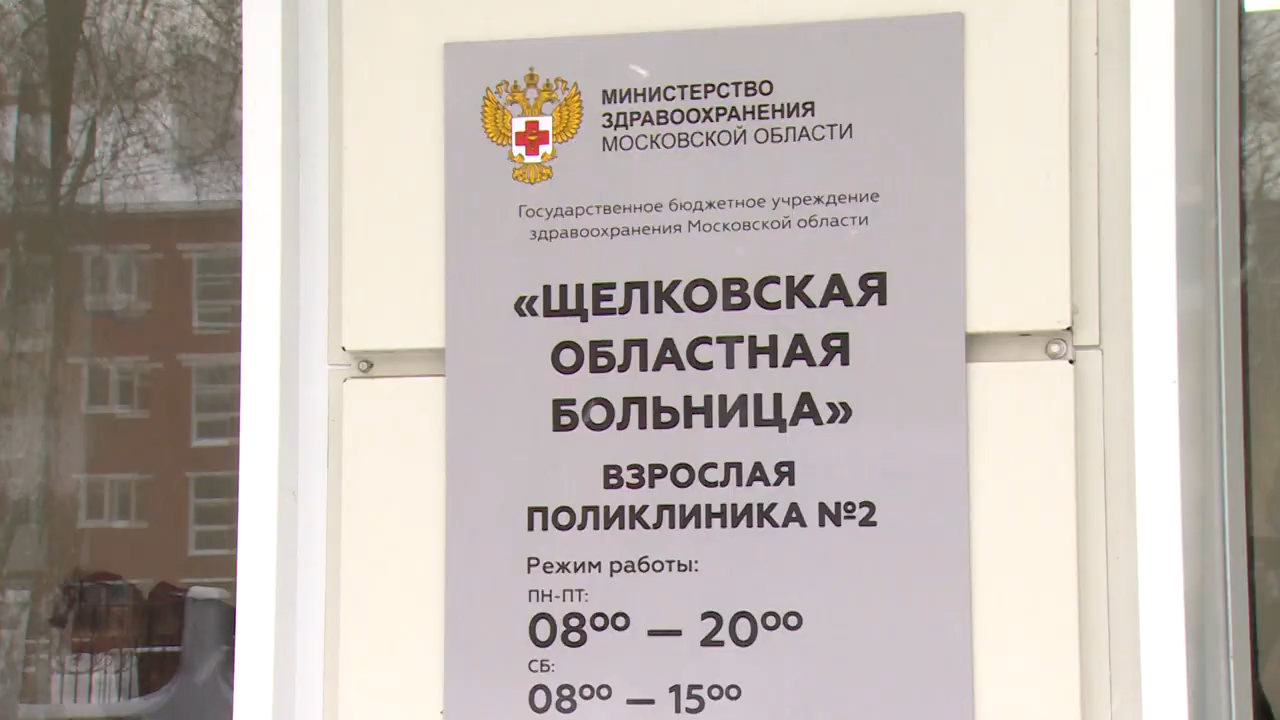 МИНИСТЕРСТВО
ЗДРАВООХРАНЕНИЯ
МОСКОВСКОЙ ОБЛАСТИ
Государственное бюджетное учреждение
здравоохранения Московской области
«ЩЕЛКОВСКАЯ
ОБЛАСТНАЯ
БОЛЬНИЦА»
ВЗРОСЛАЯ
ПОЛИКЛИНИКА №2
Режим работы:
ПН-ПТ:
08⁰⁰ — 20⁰⁰
СБ:
08⁰⁰ — 15⁰⁰